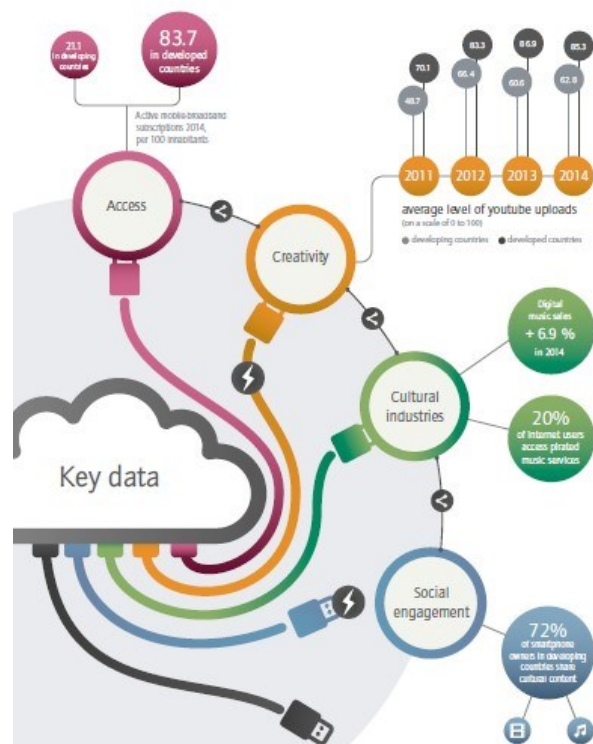 21.1
in developing
countries
83.7
in developed
countries
Active mobile-broadband
subscriptions 2014,
per 100 inhabitants
Access
70.1
48.7
83.3
66.4
86.9
60.6
85.3
62.8
2011
2012
2013
2014
average level of youtube uploads
(on a scale of 0 to 100)
developing countries
developed countries
Creativity
Digital
music sales
+ 6.9 %
in 2014
Cultural
industries
20%
of Internet users
access pirated
music services
Key data
Social
engagement
72%
of smartphone
owners in developing
countries share
cultural content